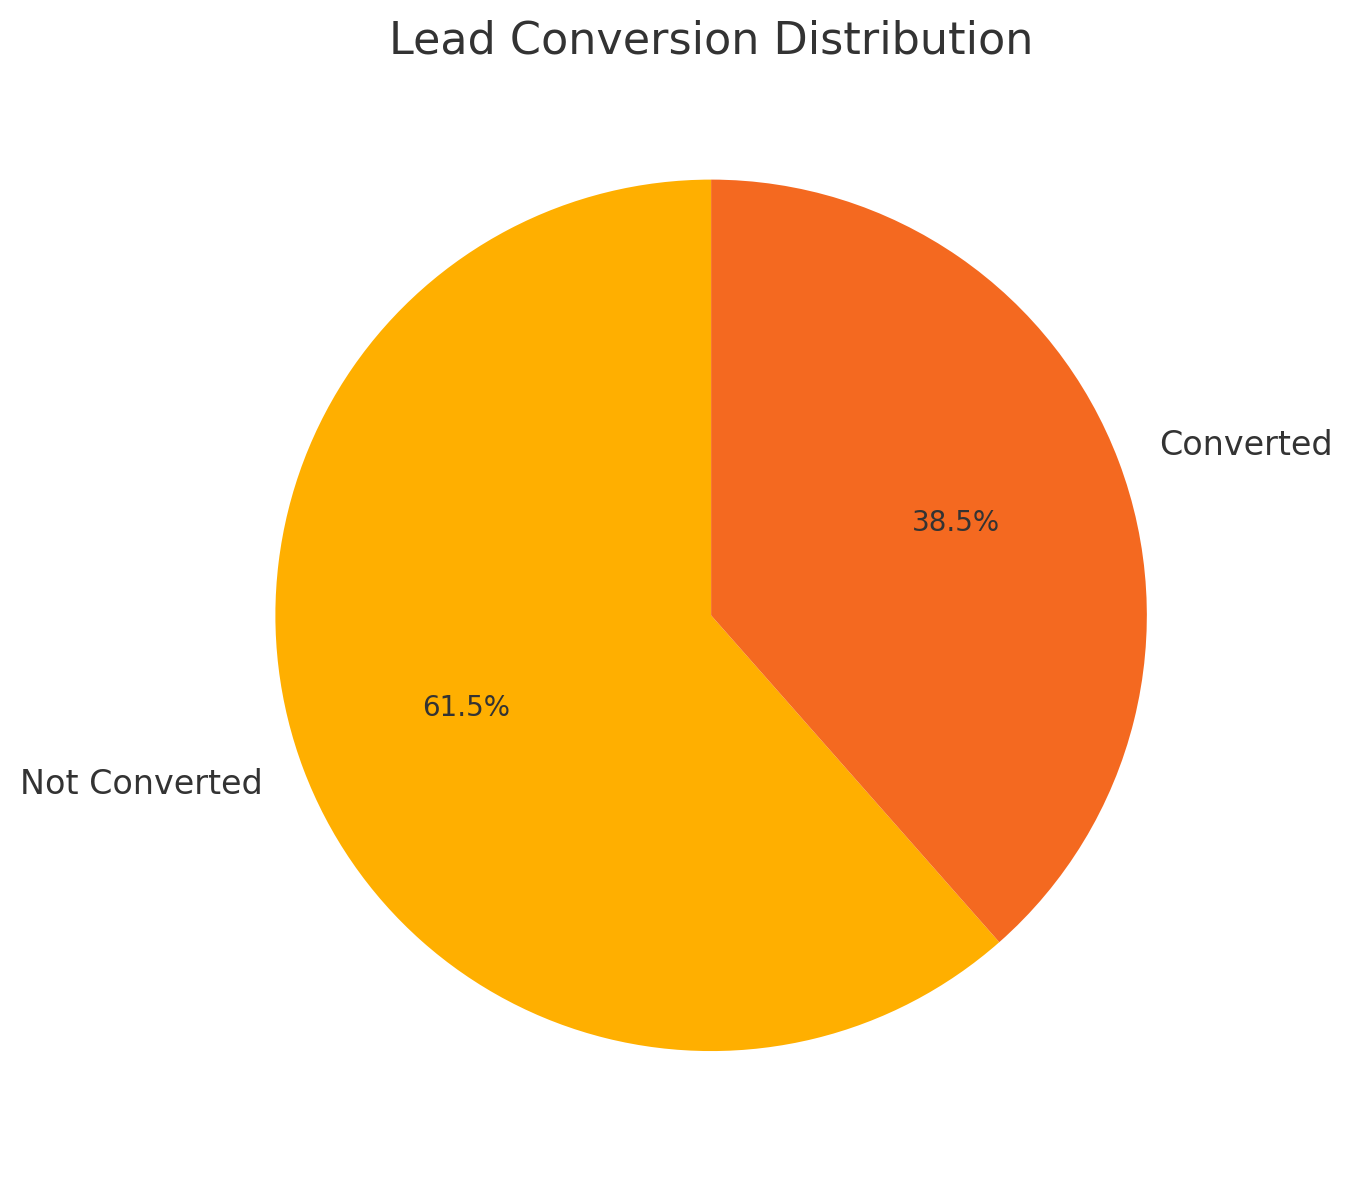 Lead Conversion Distribution
Converted
38.5%
61.5%
Not Converted